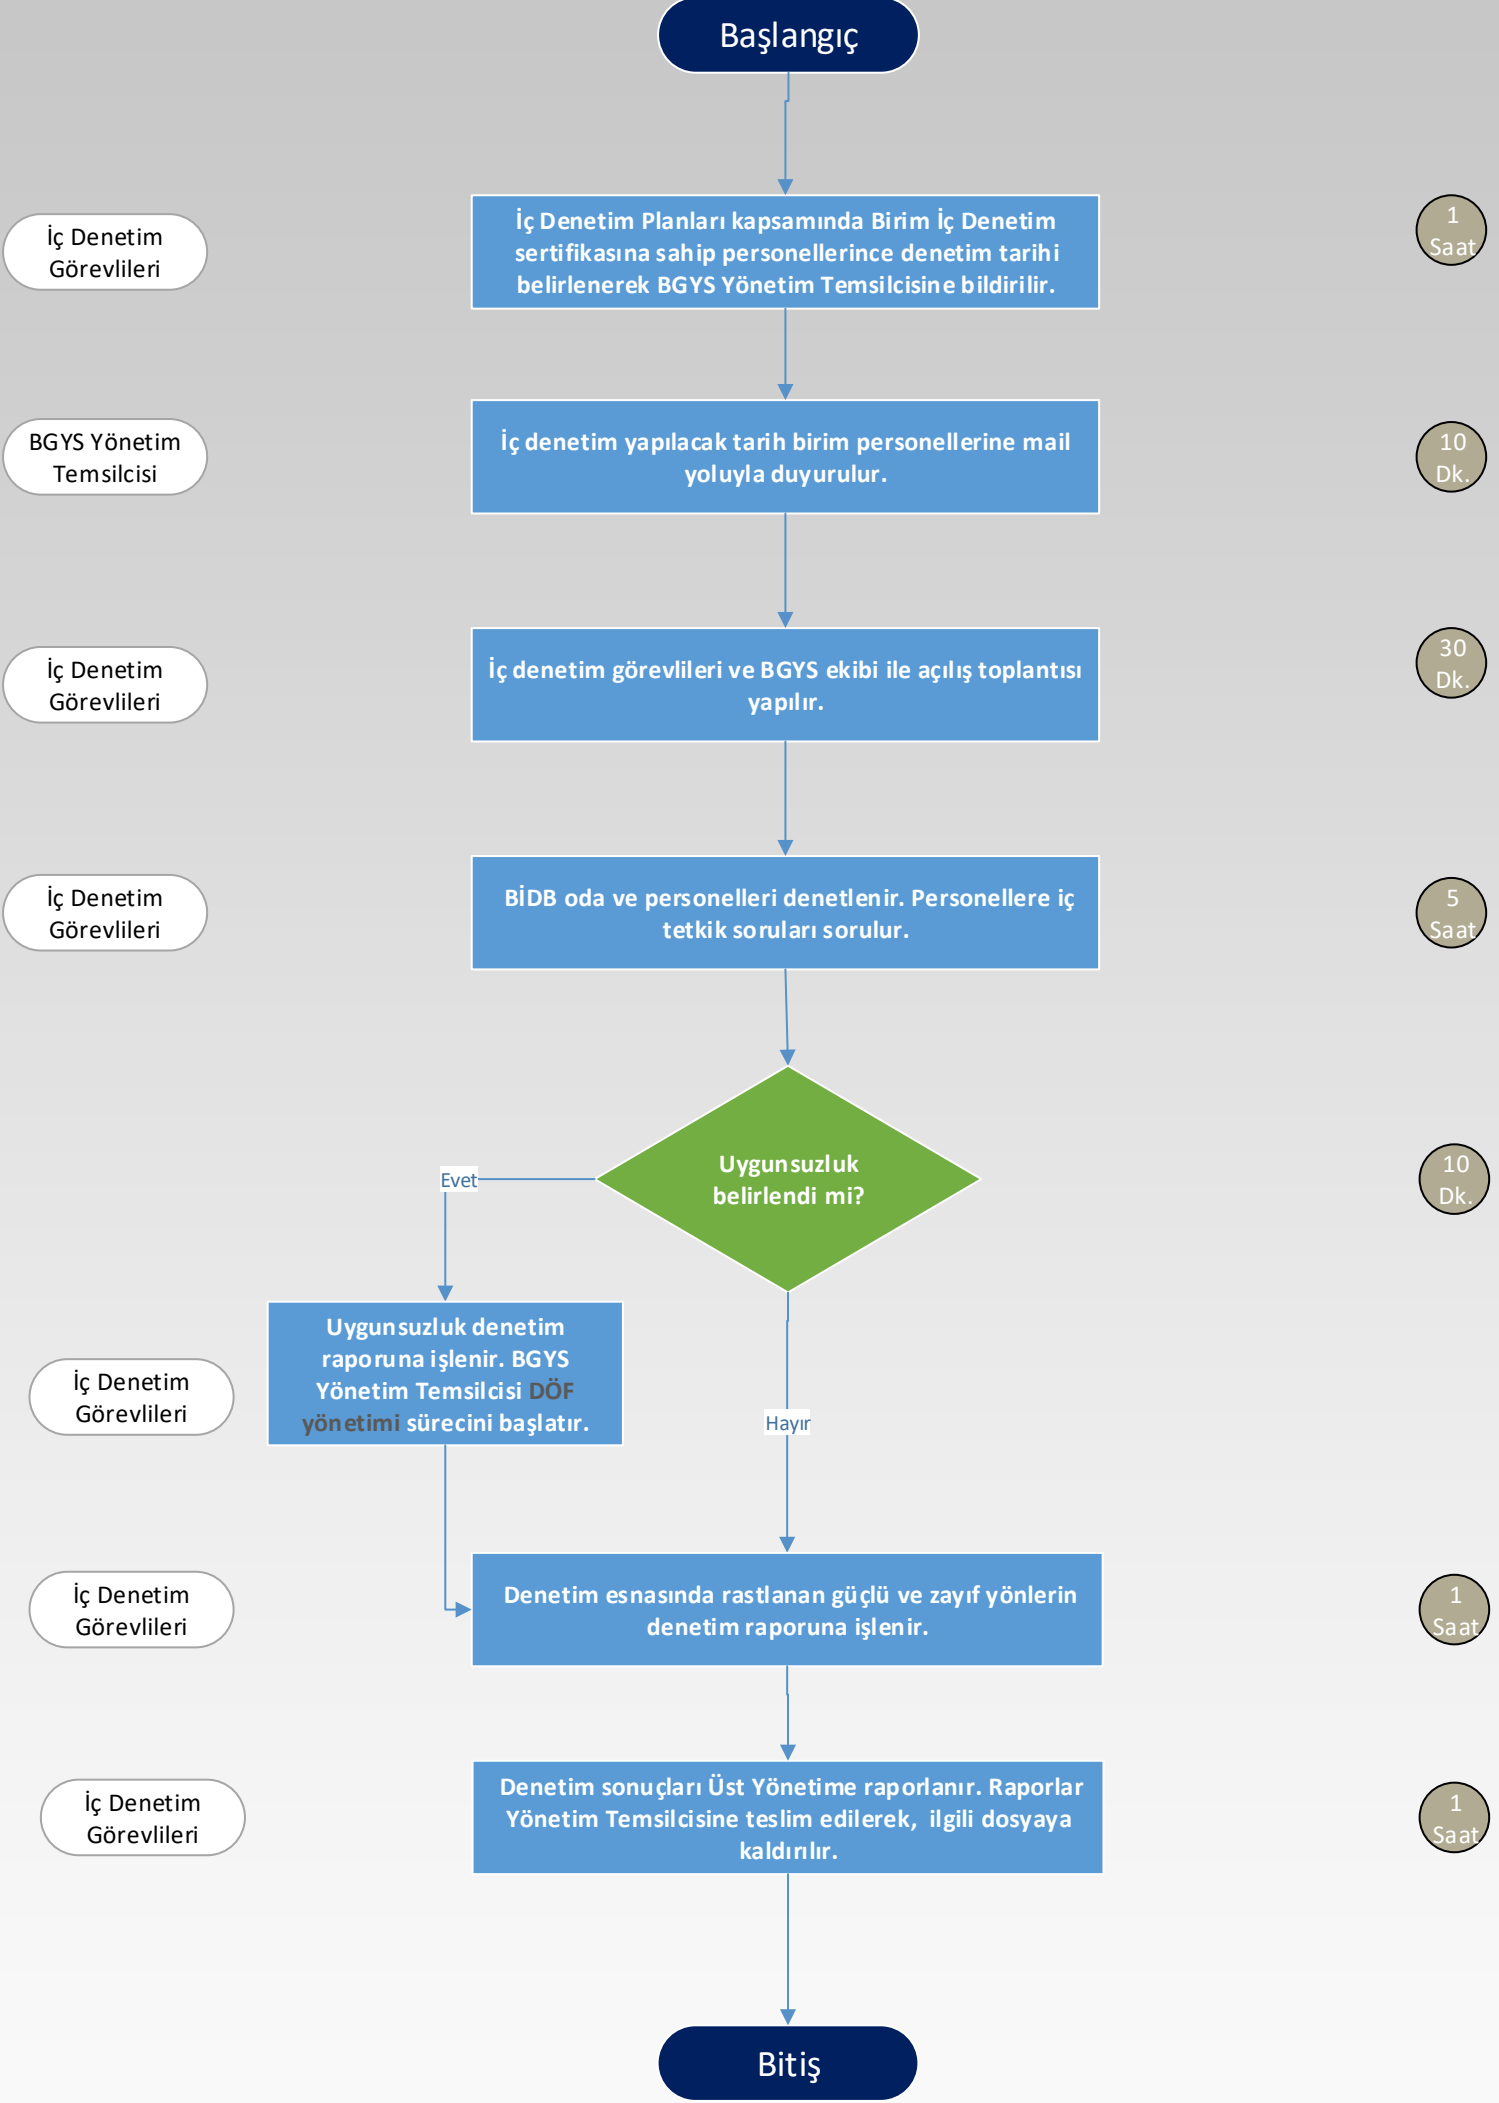 Başlangıç
İç Denetim
Görevlileri
İç Denetim Planları kapsamında Birim İç Denetim
sertifikasına sahip personellerince denetim tarihi
belirlenerek BGYS Yönetim Temsilcisine bildirilir.
1
Saat
BGYS Yönetim
Temsilcisi
İç denetim yapılacak tarih birim personellerine mail
yoluyla duyurulur.
10
Dk.
İç Denetim
Görevlileri
İç denetim görevlileri ve BGYS ekibi ile açılış toplantısı
yapılır.
30
Dk.
İç Denetim
Görevlileri
BİDB oda ve personelleri denetlenir. Personellere iç
tetkik soruları sorulur.
5
Saat
Uygunsuzluk
belirlendi mi?
10
Dk.
Evet
İç Denetim
Görevlileri
Uygunsuzluk denetim
raporuna işlenir. BGYS
Yönetim Temsilcisi DÖF
yönetimi sürecini başlatır.
Hayır
İç Denetim
Görevlileri
Denetim esnasında rastlanan güçlü ve zayıf yönlerin
denetim raporuna işlenir.
1
Saat
İç Denetim
Görevlileri
Denetim sonuçları Üst Yönetime raporlanır. Raporlar
Yönetim Temsilcisine teslim edilerek, ilgili dosyaya
kaldırılır.
1
Saat
Bitiş